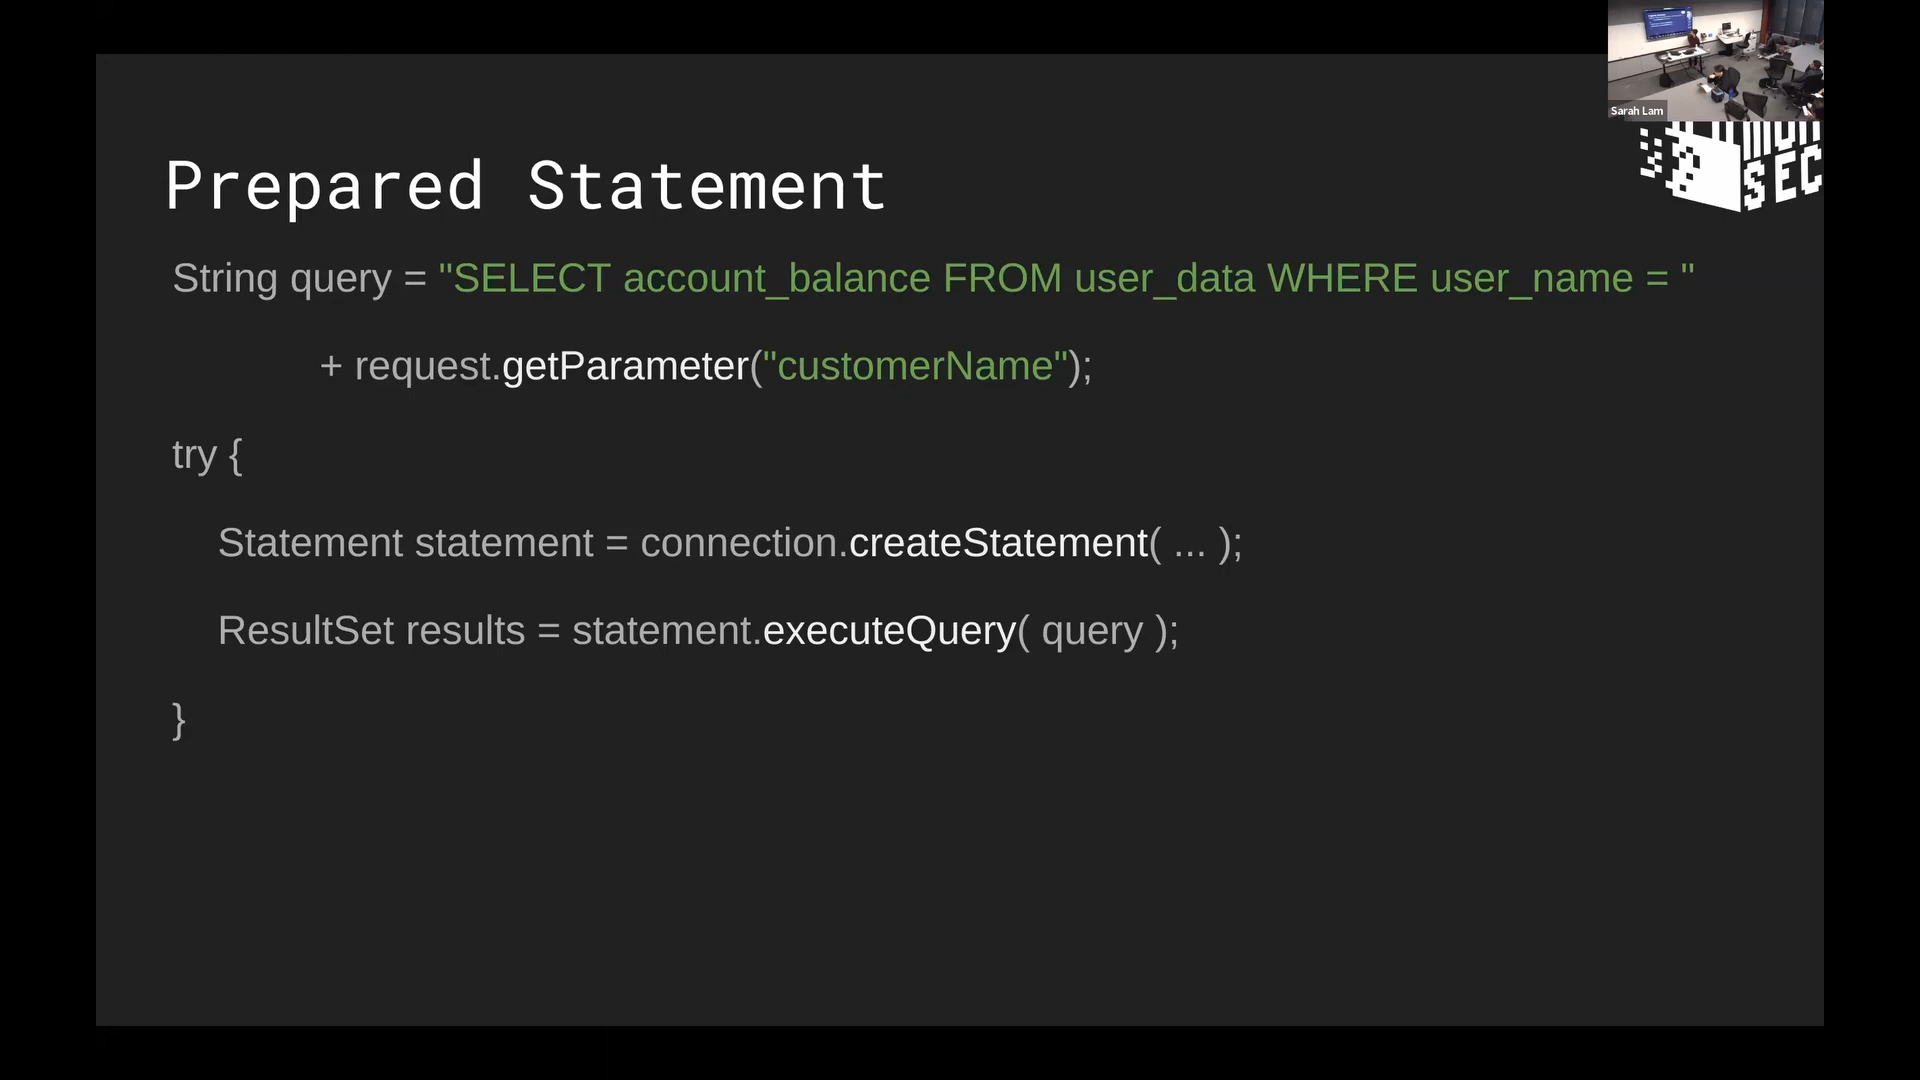 Sarah Lam
SEC
Prepared Statement
String query = "SELECT account_balance FROM user_data WHERE user_name = "
+ request.getParameter("customerName");
try {
Statement statement = connection.createStatement( ... );
ResultSet results = statement.executeQuery( query );
}